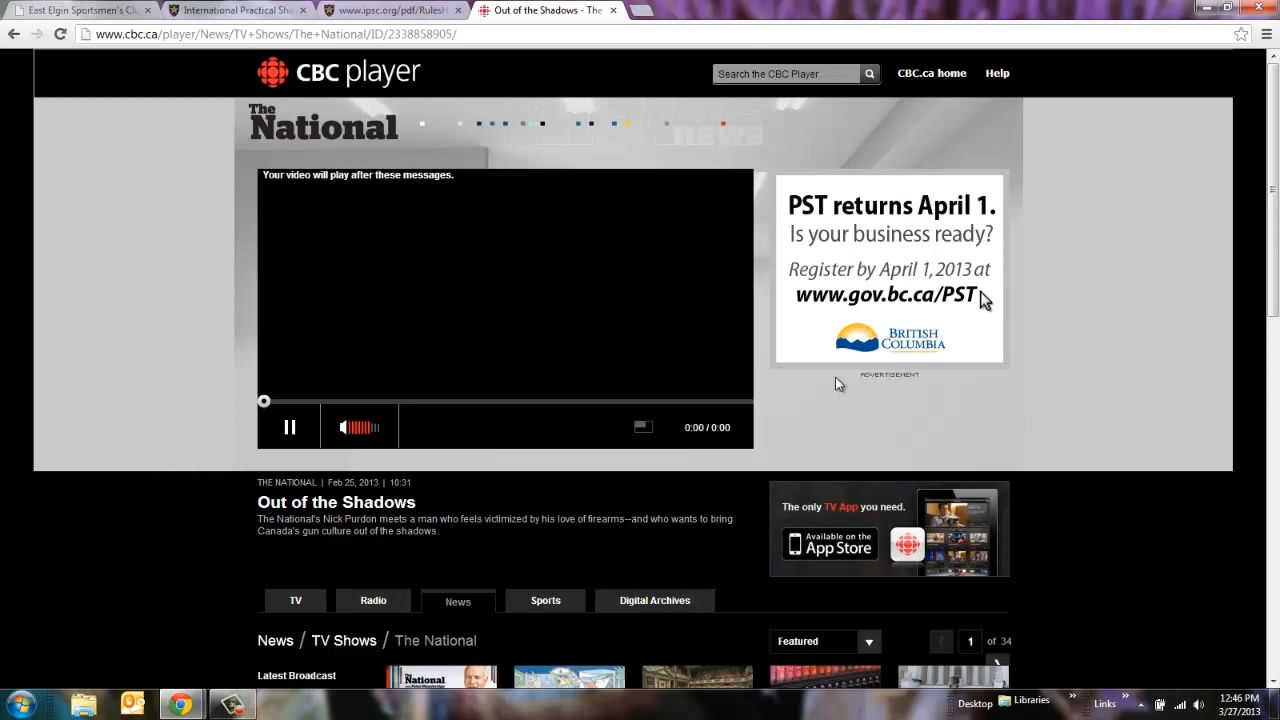 East Elgin Sportsmen's Cl
International Practical Sho
www.ipsc.org/pdf/RulesH
Out of the Shadows - The
www.cbc.ca/player/News/TV+Shows/The+National/ID/2338858905/
CBC player
Search the CBC Player
CBC.ca home
Help
The
National
news
Your video will play after these messages.
PST returns April 1.
Is your business ready?
Register by April 1, 2013 at
www.gov.bc.ca/PST
BRITISH
COLUMBIA
ADVERTISEMENT
0:00 / 0:00
THE NATIONAL | Feb 25, 2013 | 10:31
Out of the Shadows
The National's Nick Purdon meets a man who feels victimized by his love of firearms--and who wants to bring
Canada's gun culture out of the shadows.
The only TV App you need.
Available on the
App Store
TV
Radio
News
Sports
Digital Archives
News / TV Shows / The National
Featured
1 of 34
Latest Broadcast
The
National
Desktop
Libraries
Links
12:46 PM
3/27/2013